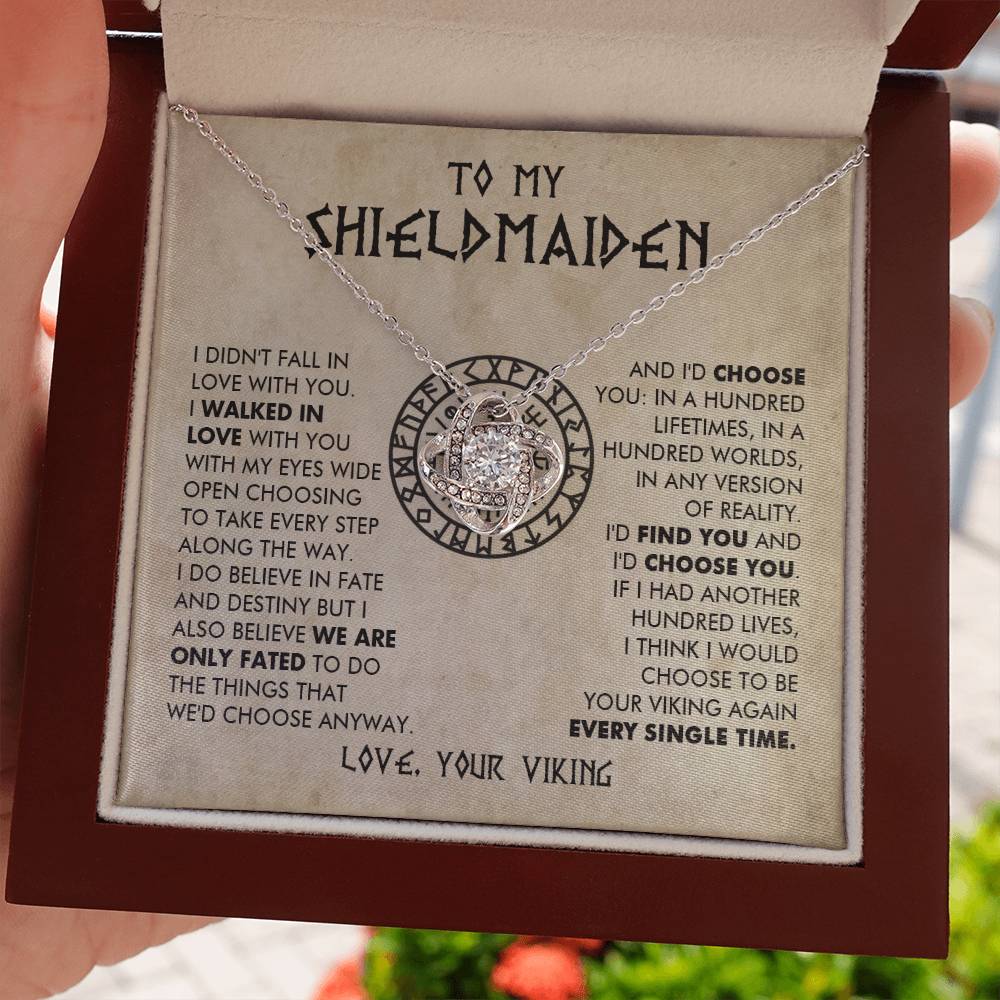 TO MY
SHIELDMAIDEN
I DIDN'T FALL IN
LOVE WITH YOU.
I WALKED IN
LOVE WITH YOU
WITH MY EYES WIDE
OPEN CHOOSING
TO TAKE EVERY STEP
ALONG THE WAY.
I DO BELIEVE IN FATE
AND DESTINY BUT I
ALSO BELIEVE WE ARE
ONLY FATED TO DO
THE THINGS THAT
WE'D CHOOSE ANYWAY.
AND I'D CHOOSE
YOU: IN A HUNDRED
LIFETIMES, IN A
HUNDRED WORLDS,
IN ANY VERSION
OF REALITY.
I'D FIND YOU AND
I'D CHOOSE YOU.
IF I HAD ANOTHER
HUNDRED LIVES,
I THINK I WOULD
CHOOSE TO BE
YOUR VIKING AGAIN
EVERY SINGLE TIME.
LOVE, YOUR VIKING